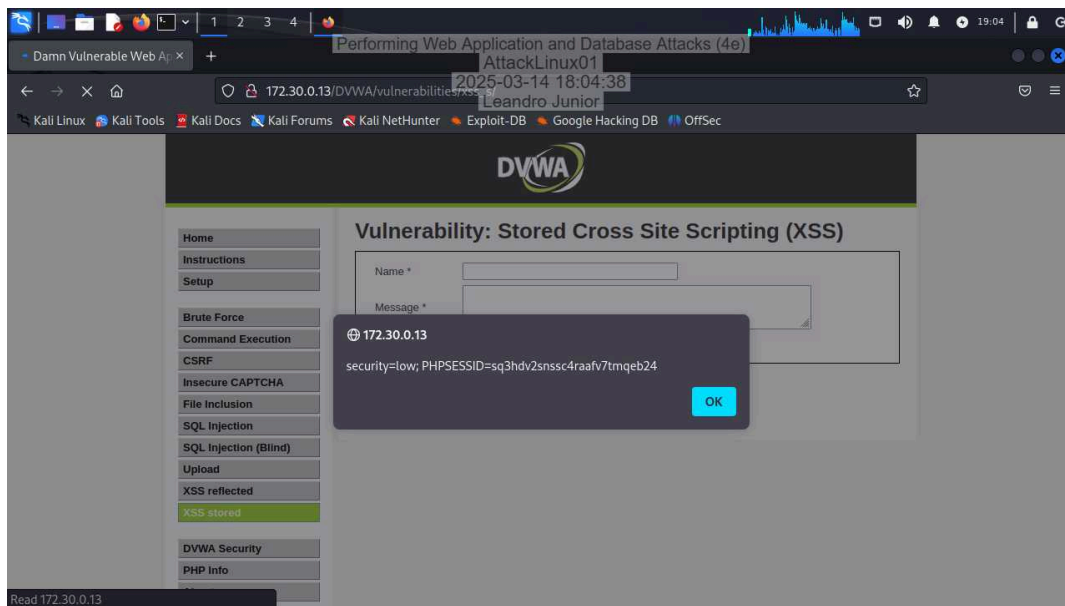 1 2 3 4
19:04
Damn Vulnerable Web Ap
Performing Web Application and Database Attacks (4e)
AttackLinux01
2025-03-14 18:04:38
Leandro Junior
172.30.0.13/DVWA/vulnerabilities/xss_s/
Kali Linux Kali Tools Kali Docs Kali Forums Kali NetHunter Exploit-DB Google Hacking DB OffSec
DVWA
Vulnerability: Stored Cross Site Scripting (XSS)
Home
Instructions
Setup
Name *
Message *
Brute Force
Command Execution
CSRF
Insecure CAPTCHA
File Inclusion
SQL Injection
SQL Injection (Blind)
Upload
XSS reflected
XSS stored
DVWA Security
PHP Info
172.30.0.13
security=low; PHPSESSID=sq3hdv2snssc4raafv7tmqeb24
OK
Read 172.30.0.13